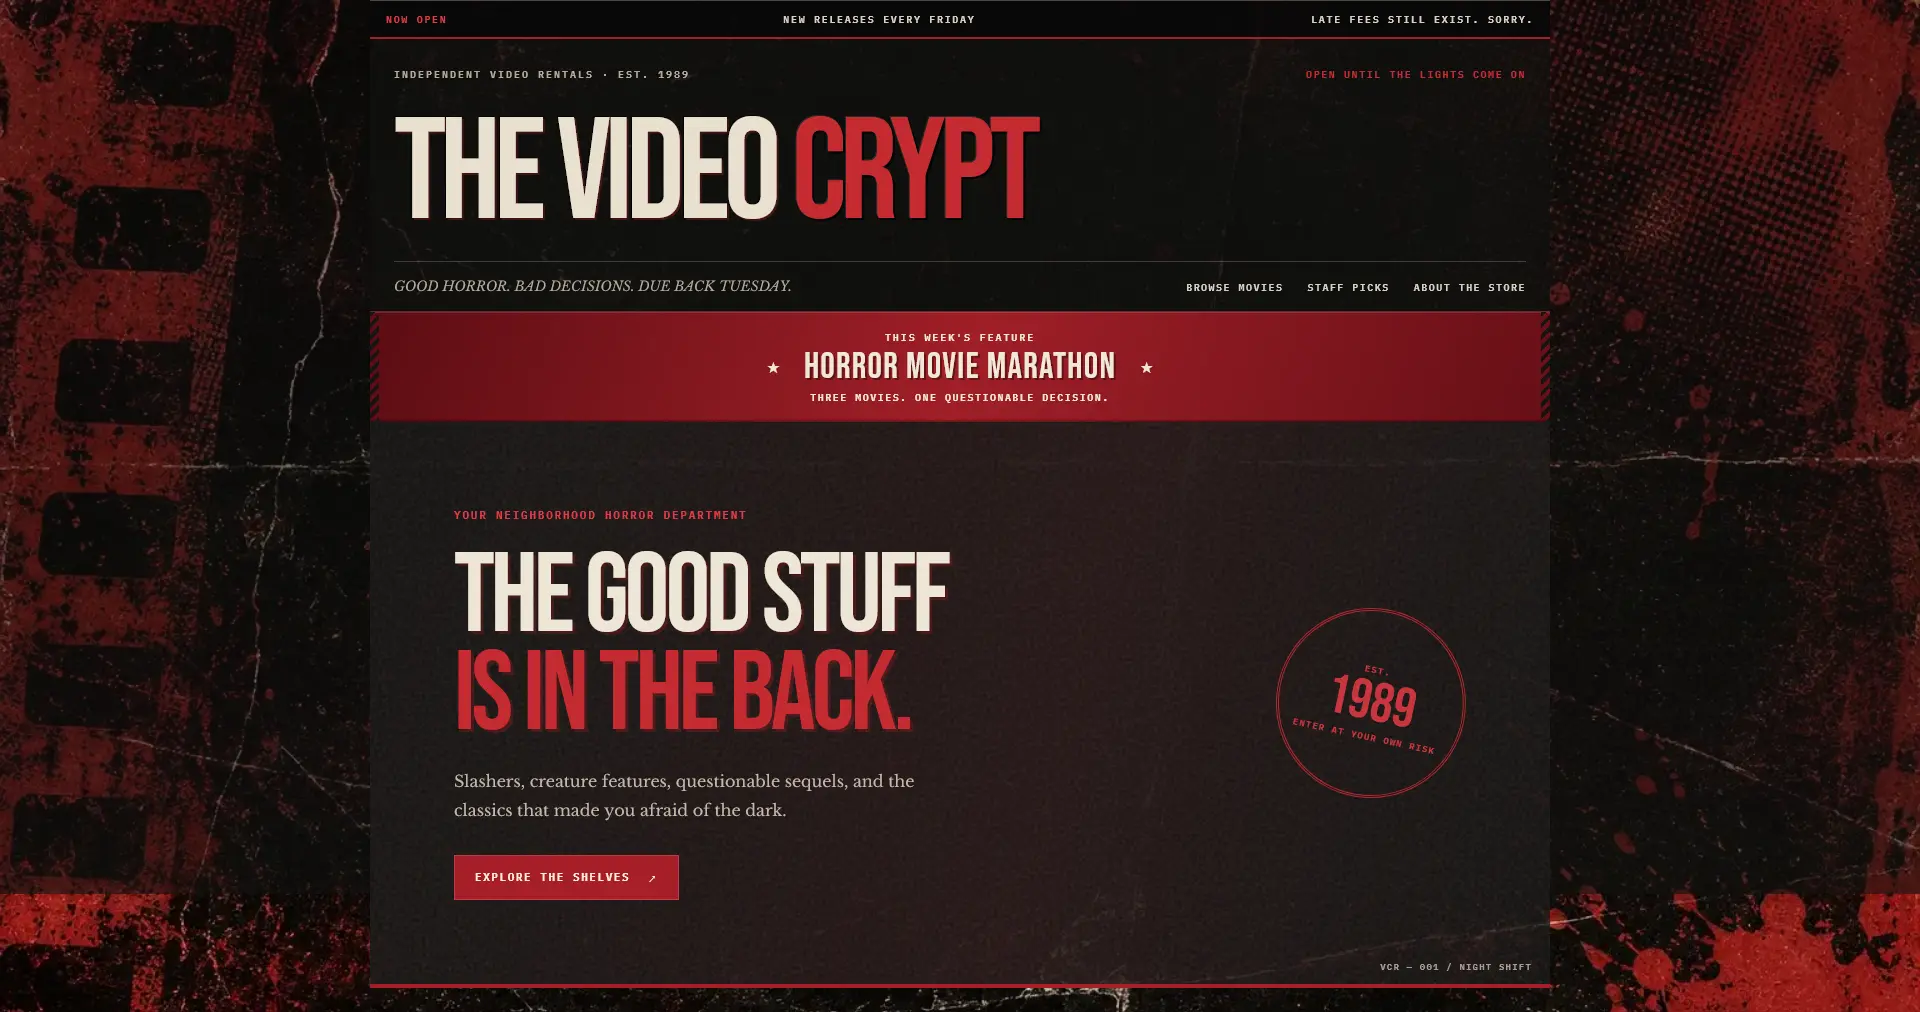 NOW OPEN
NEW RELEASES EVERY FRIDAY
LATE FEES STILL EXIST. SORRY.
INDEPENDENT VIDEO RENTALS · EST. 1989
OPEN UNTIL THE LIGHTS COME ON
THE VIDEO CRYPT
GOOD HORROR. BAD DECISIONS. DUE BACK TUESDAY.
BROWSE MOVIES
STAFF PICKS
ABOUT THE STORE
THIS WEEK'S FEATURE
★ HORROR MOVIE MARATHON ★
THREE MOVIES. ONE QUESTIONABLE DECISION.
YOUR NEIGHBORHOOD HORROR DEPARTMENT
THE GOOD STUFF
IS IN THE BACK.
Slashers, creature features, questionable sequels, and the
classics that made you afraid of the dark.
EXPLORE THE SHELVES ↗
EST.
1989
ENTER AT YOUR OWN RISK
VCR — 001 / NIGHT SHIFT